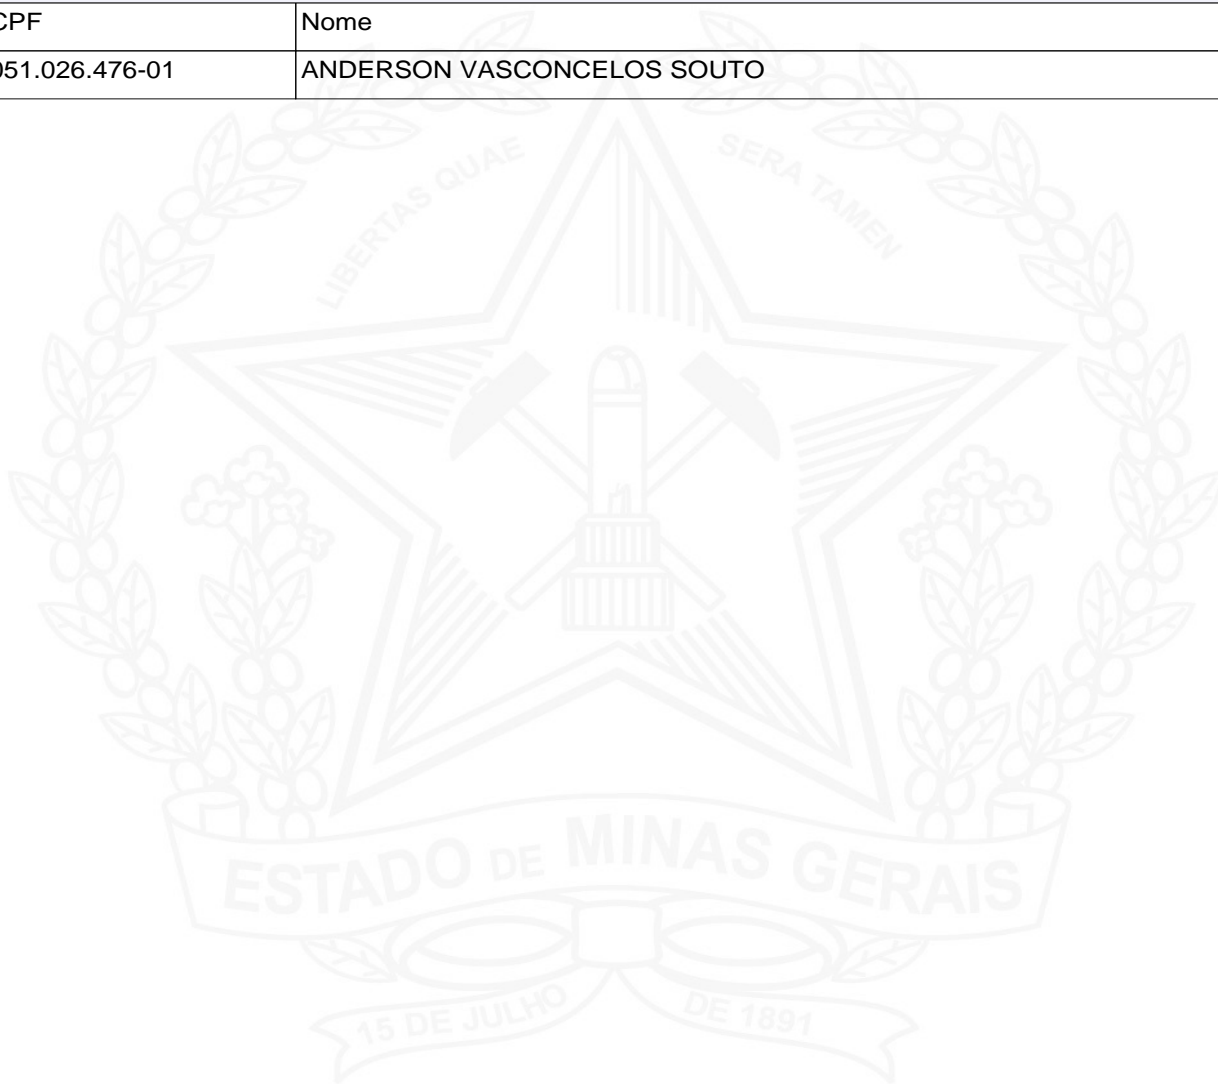 CPF Nome
051.026.476-01 ANDERSON VASCONCELOS SOUTO
LIBERTAS QUAE SERA TAMEN
ESTADO DE MINAS GERAIS
15 DE JULHO DE 1891